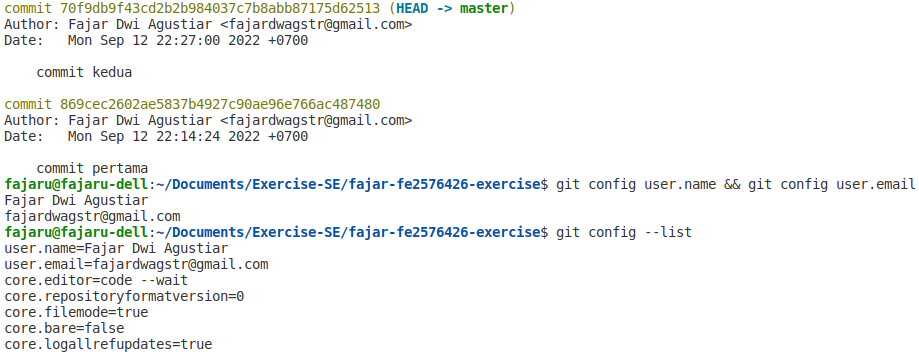 commit 70f9db9f43cd2b2b984037c7b8abb87175d62513 (HEAD -> master)
Author: Fajar Dwi Agustiar <fajardwagstr@gmail.com>
Date:   Mon Sep 12 22:27:00 2022 +0700
    commit kedua
commit 869cec2602ae5837b4927c90ae96e766ac487480
Author: Fajar Dwi Agustiar <fajardwagstr@gmail.com>
Date:   Mon Sep 12 22:14:24 2022 +0700
    commit pertama
fajaru@fajaru-dell:~/Documents/Exercise-SE/fajar-fe2576426-exercise$ git config user.name && git config user.email
Fajar Dwi Agustiar
fajardwagstr@gmail.com
fajaru@fajaru-dell:~/Documents/Exercise-SE/fajar-fe2576426-exercise$ git config --list
user.name=Fajar Dwi Agustiar
user.email=fajardwagstr@gmail.com
core.editor=code --wait
core.repositoryformatversion=0
core.filemode=true
core.bare=false
core.logallrefupdates=true